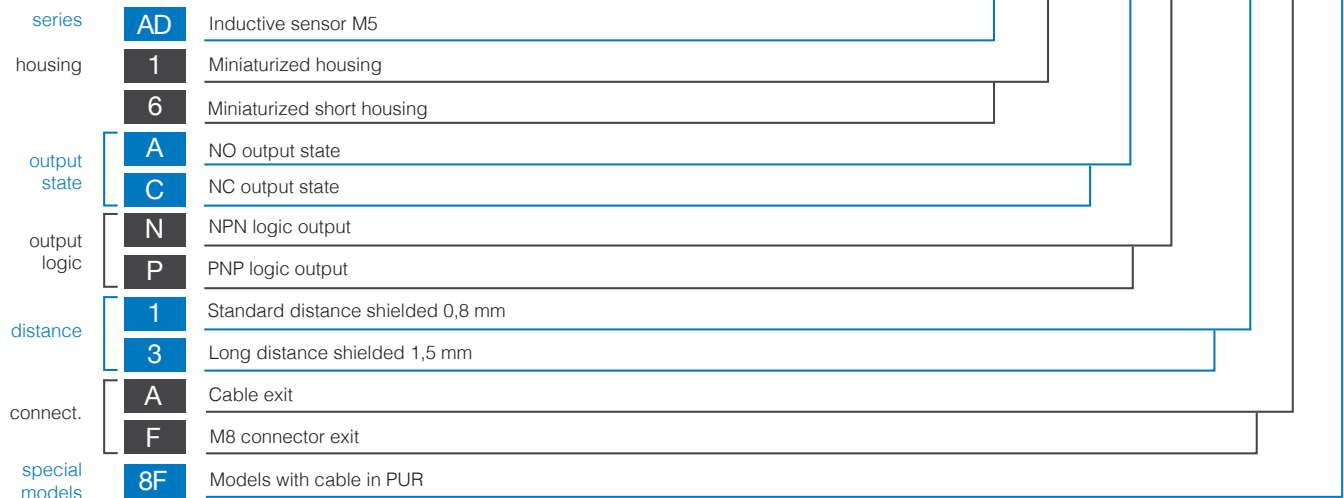 series AD Inductive sensor M5
housing 1 Miniaturized housing
6 Miniaturized short housing
output state A NO output state
C NC output state
output logic N NPN logic output
P PNP logic output
distance 1 Standard distance shielded 0,8 mm
3 Long distance shielded 1,5 mm
connect. A Cable exit
F M8 connector exit
special models 8F Models with cable in PUR